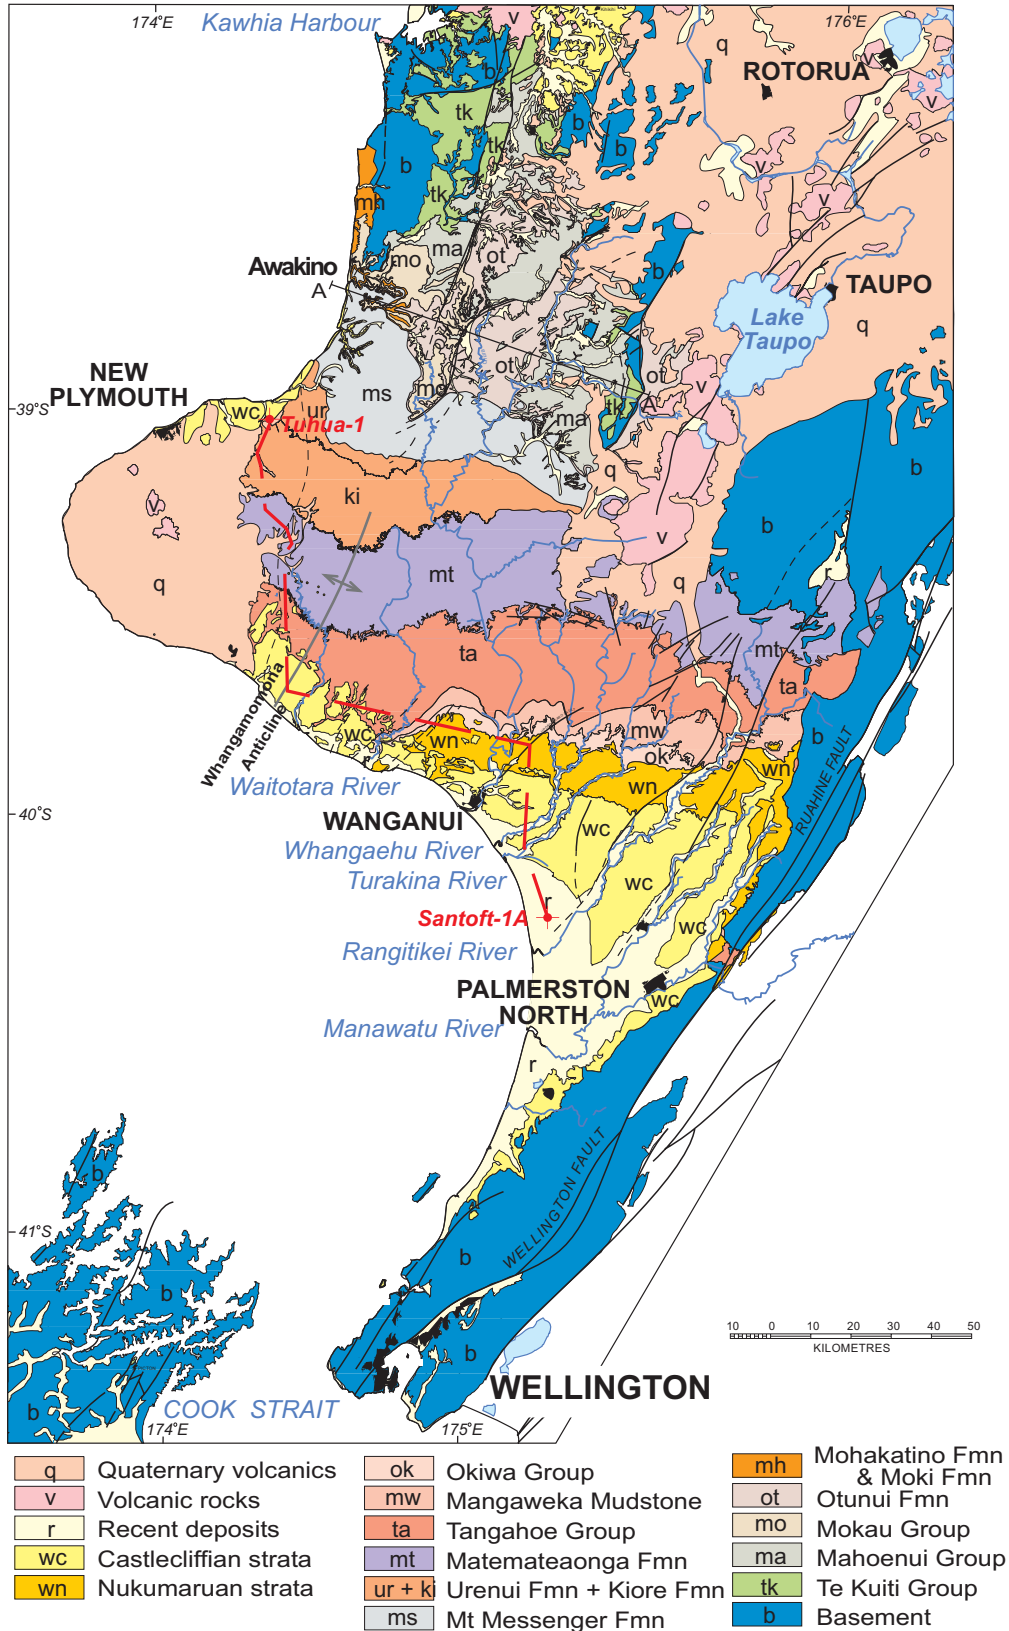 174°E
Kawhia Harbour
v
176°E
q
ROTORUA
v
b
v
tk
b
tk
b
b
v
tk
v
mh
ma
ot
mo
b
Awakino
A
TAUPO
Lake
Taupo
q
NEW
PLYMOUTH
ms
mo
ot
ot
v
39°S
wc
ur
Tuhua-1
tk
A
ma
q
b
ki
v
b
v
mt
q
r
q
ta
mt
ta
Whangamomona
Anticline
wc
wn
mw
ok
b
wn
wn
Waitotara River
40°S
WANGANUI
wc
RUAHINE FAULT
Whangaehu River
Turakina River
wc
r
Santoft-1A
wc
Rangitikei River
PALMERSTON
NORTH
wc
Manawatu River
r
b
WELLINGTON FAULT
41°S
b
b
b
10 0 10 20 30 40 50
KILOMETRES
WELLINGTON
b
COOK STRAIT
174°E
175°E
q Quaternary volcanics
v Volcanic rocks
r Recent deposits
wc Castlecliffian strata
wn Nukumaruan strata
ok Okiwa Group
mw Mangaweka Mudstone
ta Tangahoe Group
mt Matemateaonga Fmn
ur + ki Urenui Fmn + Kiore Fmn
ms Mt Messenger Fmn
mh Mohakatino Fmn
& Moki Fmn
ot Otunui Fmn
mo Mokau Group
ma Mahoenui Group
tk Te Kuiti Group
b Basement